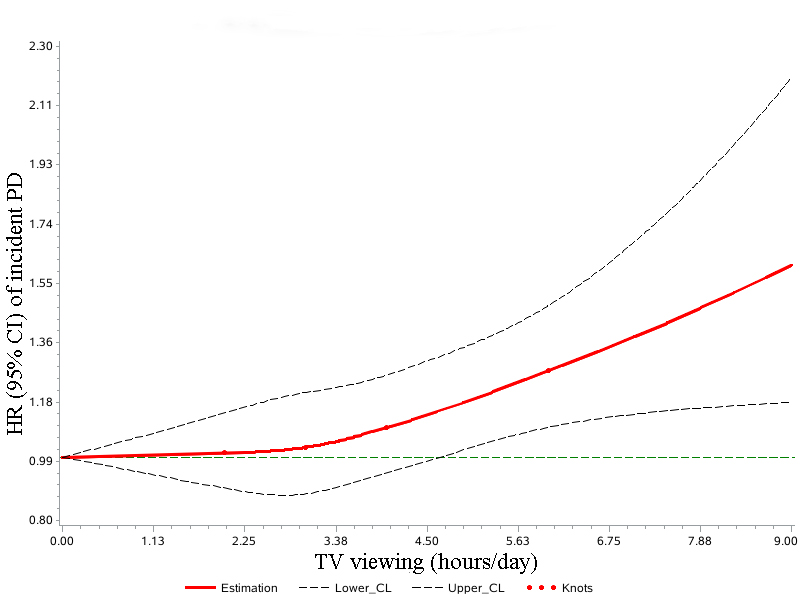 2.30
2.11
1.93
1.74
1.55
1.36
1.18
0.99
0.80
HR (95% CI) of incident PD
0.00 1.13 2.25 3.38 4.50 5.63 6.75 7.88 9.00
TV viewing (hours/day)
Estimation Lower_CL Upper_CL Knots